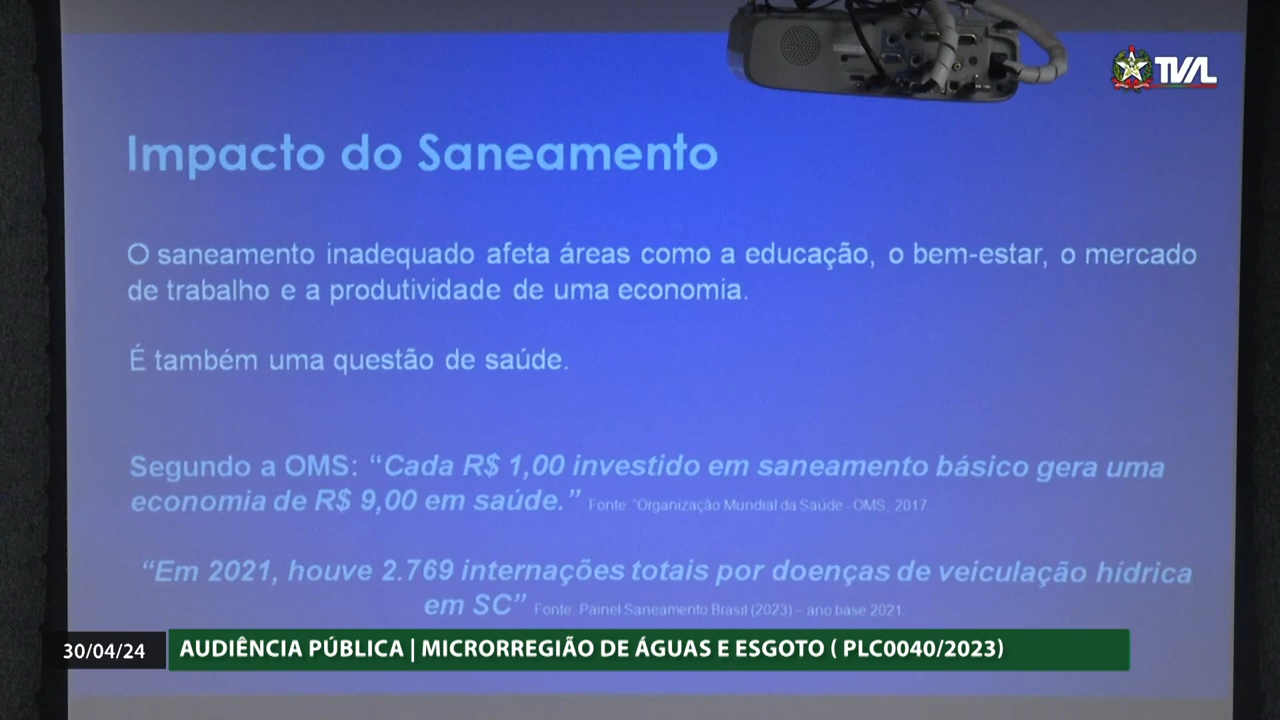 TVAL
Impacto do Saneamento
O saneamento inadequado afeta áreas como a educação, o bem-estar, o mercado
de trabalho e a produtividade de uma economia.
É também uma questão de saúde.
Segundo a OMS: “Cada R$ 1,00 investido em saneamento básico gera uma
economia de R$ 9,00 em saúde.” Fonte: “Organização Mundial da Saúde - OMS, 2017
“Em 2021, houve 2.769 internações totais por doenças de veiculação hídrica
em SC” Fonte: Painel Saneamento Brasil (2023) – ano base 2021
30/04/24 AUDIÊNCIA PÚBLICA | MICRORREGIÃO DE ÁGUAS E ESGOTO ( PLC0040/2023)